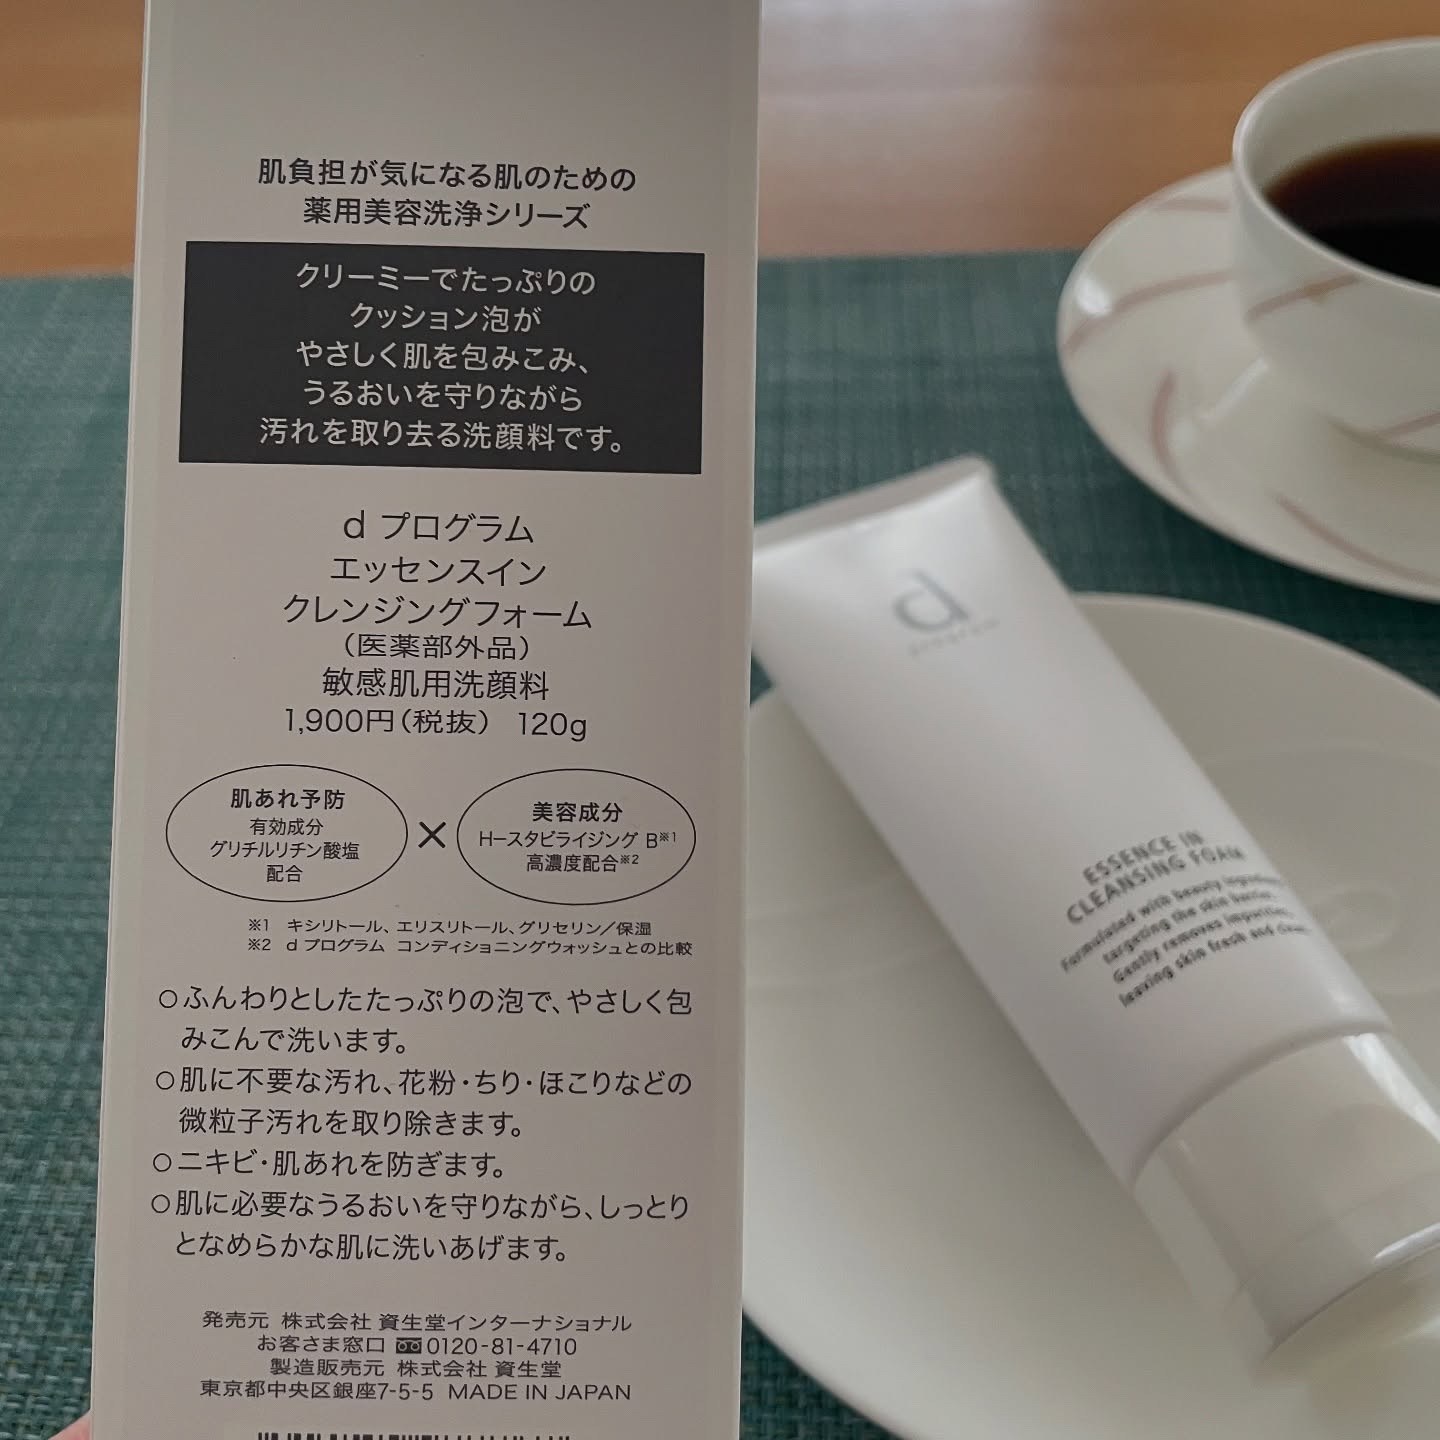 肌負担が気になる肌のための
薬用美容洗浄シリーズ
クリーミーでたっぷりの
クッション泡が
やさしく肌を包みこみ、
うるおいを守りながら
汚れを取り去る洗顔料です。
d プログラム
エッセンスイン
クレンジングフォーム
（医薬部外品）
敏感肌用洗顔料
1,900円（税抜） 120g
肌あれ予防
有効成分
グリチルリチン酸塩
配合
×
美容成分
H−スタビライジング B※1
高濃度配合※2
※1 キシリトール、エリスリトール、グリセリン／保湿
※2 d プログラム コンディショニングウォッシュとの比較
○ふんわりとしたたっぷりの泡で、やさしく包
みこんで洗います。
○肌に不要な汚れ、花粉・ちり・ほこりなどの
微粒子汚れを取り除きます。
○ニキビ・肌あれを防ぎます。
○肌に必要なうるおいを守りながら、しっとり
となめらかな肌に洗いあげます。
発売元 株式会社 資生堂インターナショナル
お客さま窓口 0120-81-4710
製造販売元 株式会社 資生堂
東京都中央区銀座7-5-5 MADE IN JAPAN
d
program
ESSENCE IN
CLEANSING FOAM
Formulated with beauty
targeting the skin barrier.
Gently removes impurities,
leaving skin fresh and